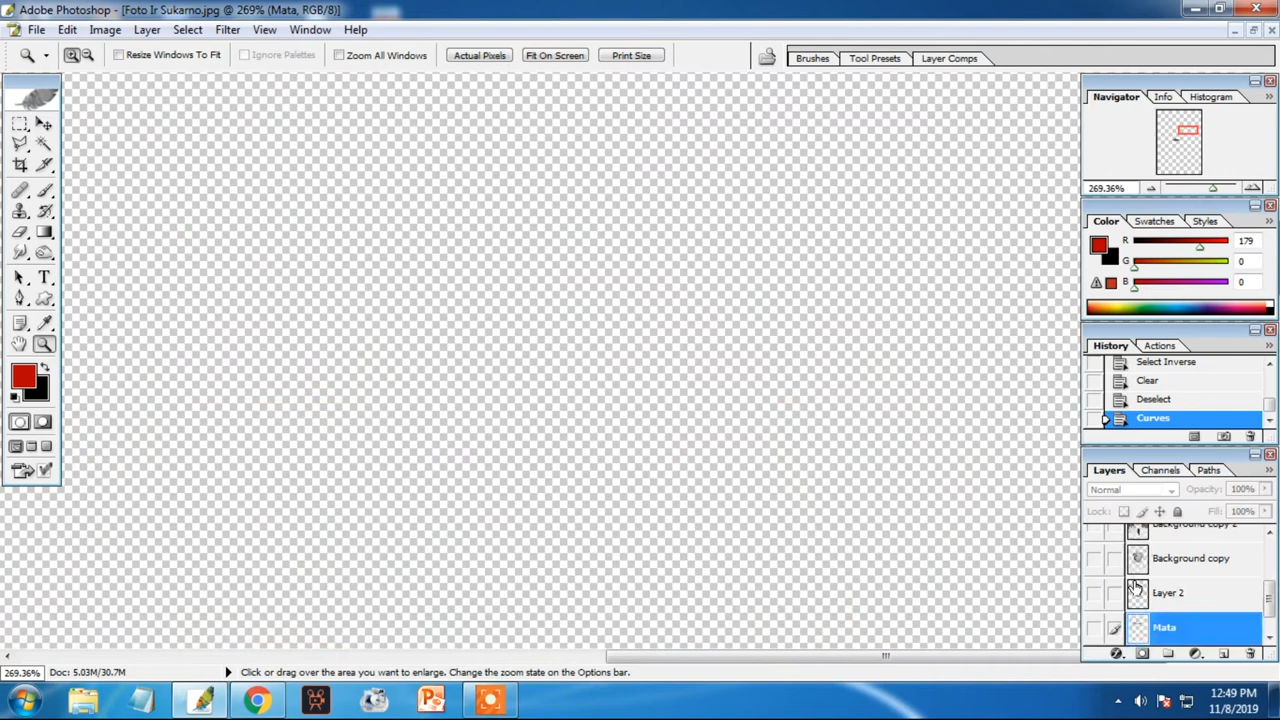 Adobe Photoshop - [Foto Ir Sukarno.jpg @ 269% (Mata, RGB/8)]
File Edit Image Layer Select Filter View Window Help
Resize Windows To Fit Ignore Palettes Zoom All Windows Actual Pixels Fit On Screen Print Size Brushes Tool Presets Layer Comps
Navigator Info Histogram
269.36%
Color Swatches Styles
R 179
G 0
B 0
History Actions
Select Inverse
Clear
Deselect
Curves
Layers Channels Paths
Normal Opacity: 100%
Lock: Fill: 100%
Background copy 2
Background copy
Layer 2
Mata
269.36% Doc: 5.03M/30.7M Click or drag over the area you want to enlarge. Change the zoom state on the Options bar.
12:49 PM
11/8/2019